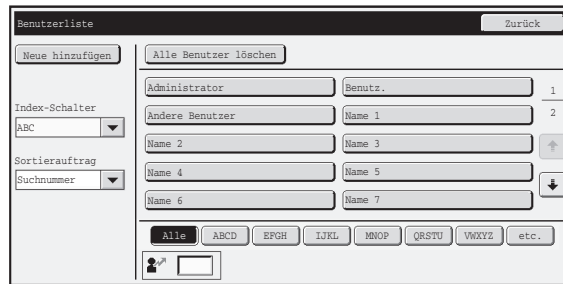 Benutzerliste Zurück
Neue hinzufügen Alle Benutzer löschen
Administrator Benutz. 1
Index-Schalter Andere Benutzer Name 1 2
ABC
Name 2 Name 3
Sortierauftrag
Suchnummer Name 4 Name 5
Name 6 Name 7
Alle ABCD EFGH IJKL MNOP QRSTU VWXYZ etc.